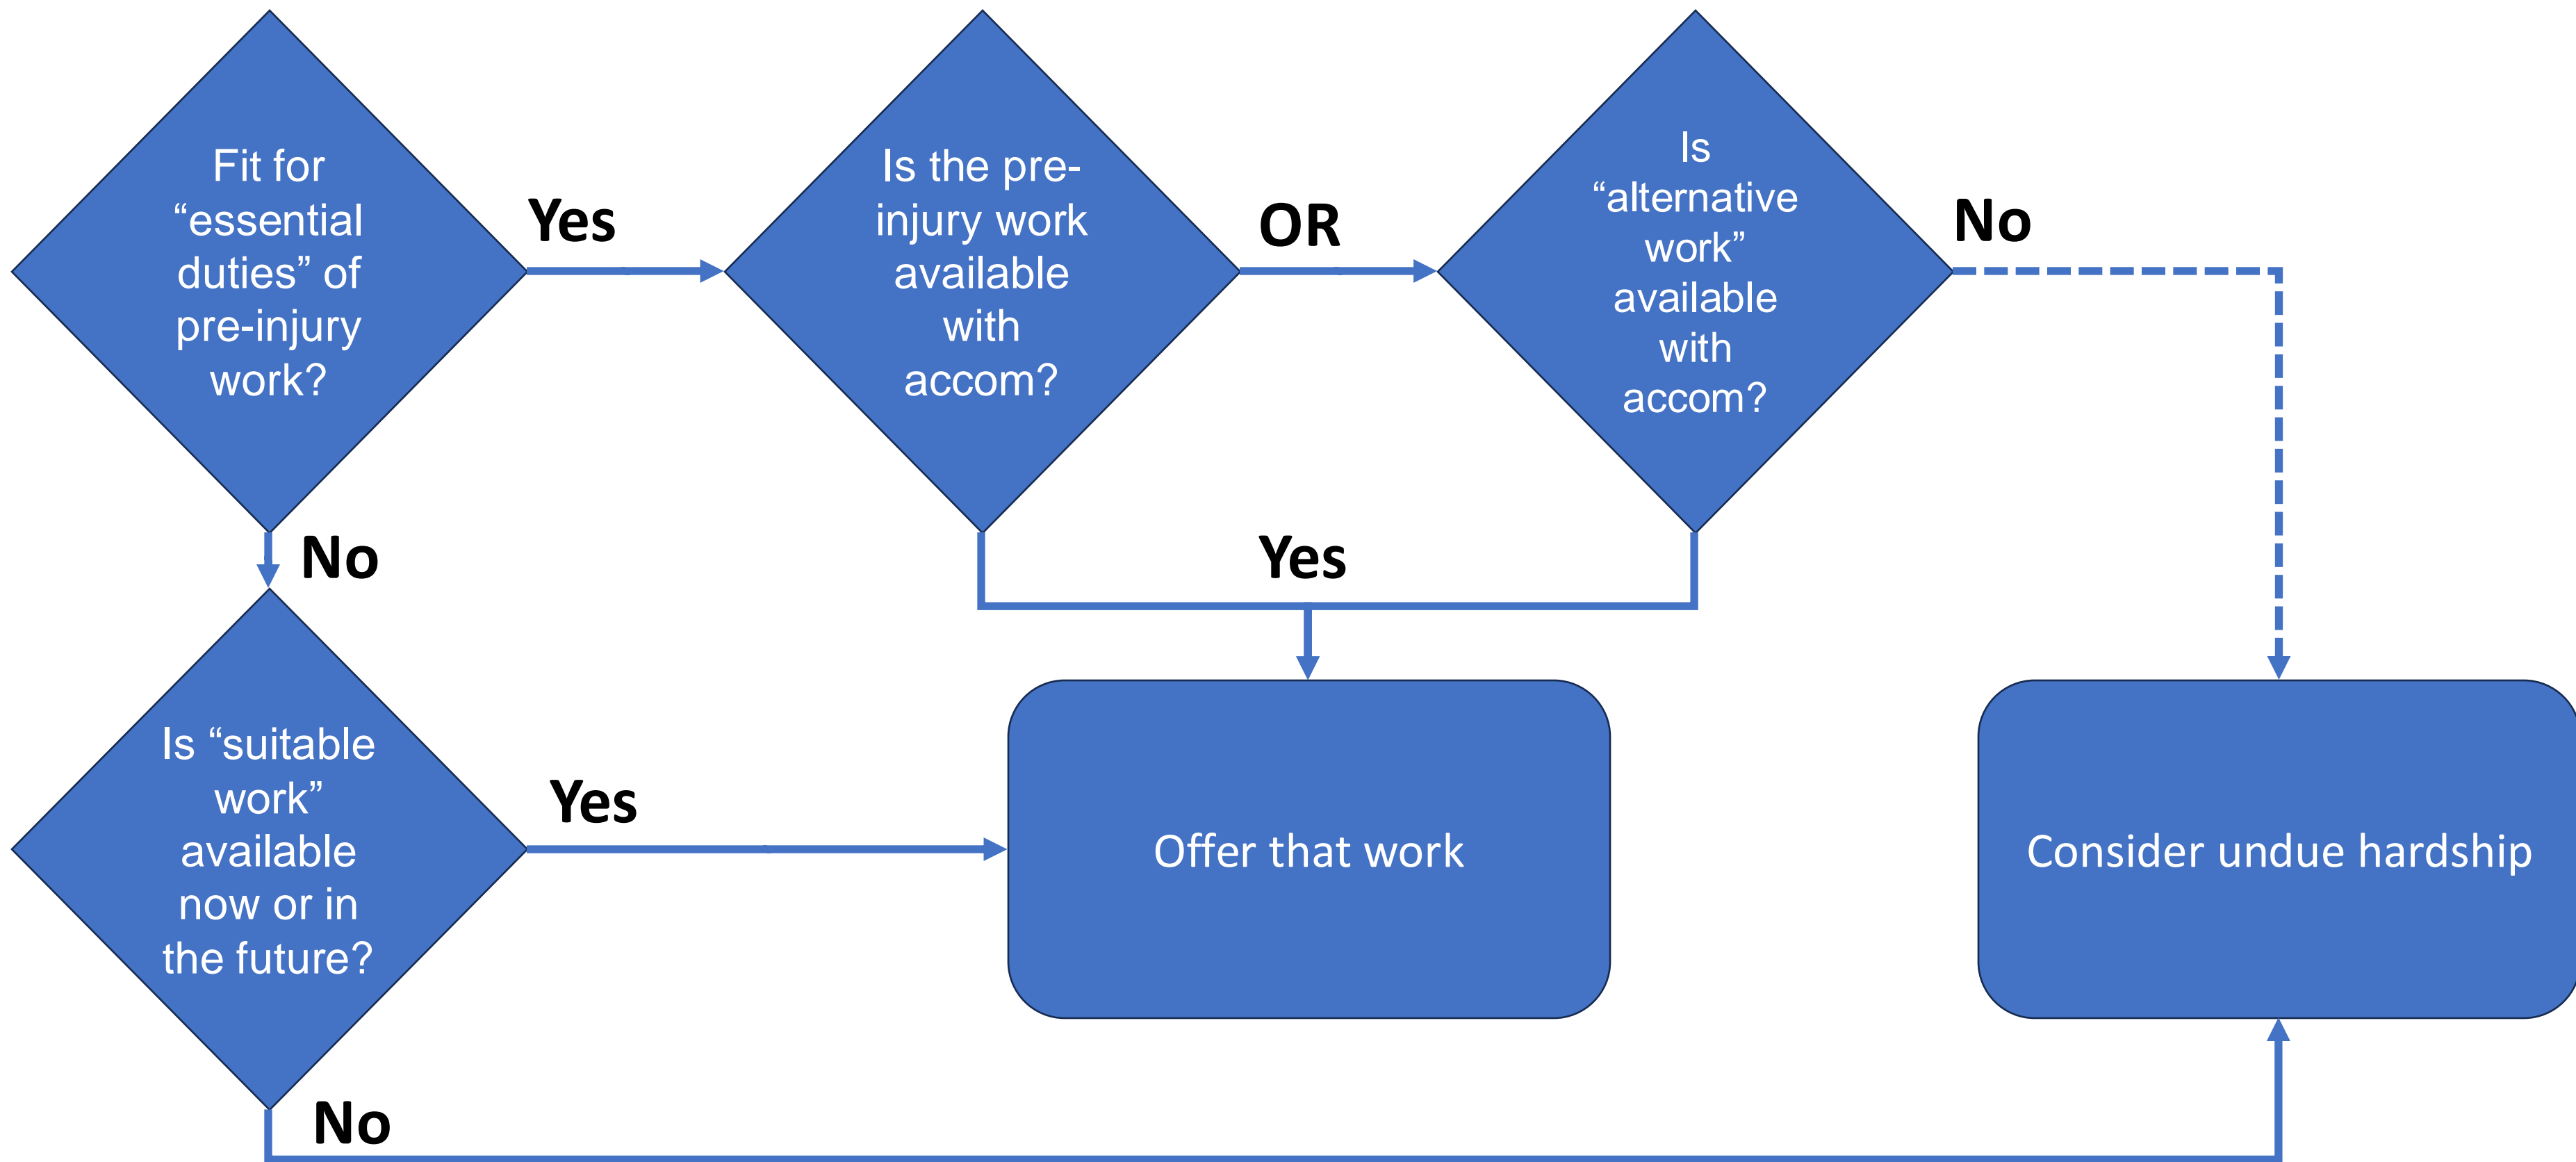 Fit for
“essential
duties” of
pre-injury
work?
Yes
Is the pre-
injury work
available
with
accom?
OR
Is
“alternative
work”
available
with
accom?
No
No
Yes
Is “suitable
work”
available
now or in
the future?
Yes
Offer that work
Consider undue hardship
No